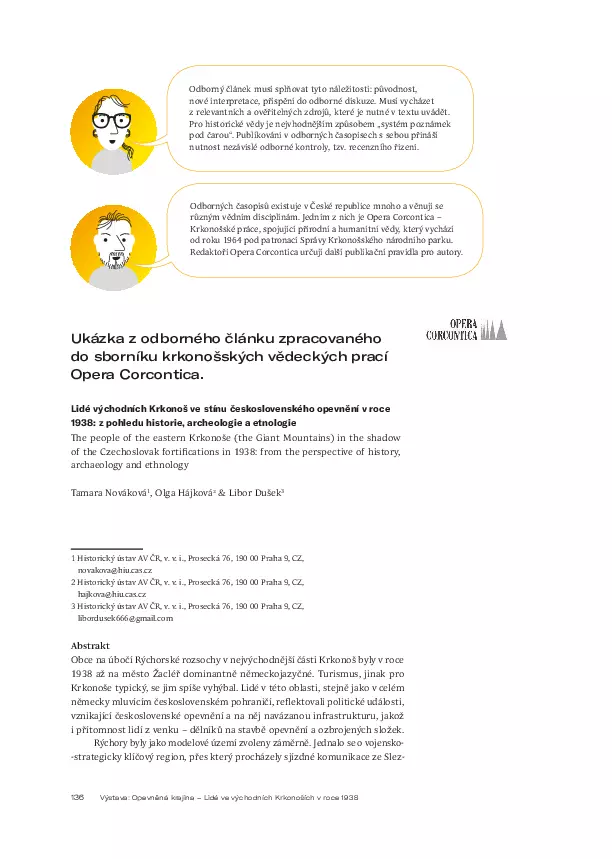 Odborný článek musí splňovat tyto náležitosti: původnost,
nové interpretace, přispění do odborné diskuze. Musí vycházet
z relevantních a ověřitelných zdrojů, které je nutné v textu uvádět.
Pro historické vědy je nejvhodnějším způsobem „systém poznámek
pod čarou“. Publikování v odborných časopisech s sebou přináší
nutnost nezávislé odborné kontroly, tzv. recenzního řízení.
Odborných časopisů existuje v České republice mnoho a věnují se
různým vědním disciplínám. Jedním z nich je Opera Corcontica –
Krkonošské práce, spojující přírodní a humanitní vědy, který vychází
od roku 1964 pod patronací Správy Krkonošského národního parku.
Redaktoři Opera Corcontica určují další publikační pravidla pro autory.
OPERA
CORCONTICA
Ukázka z odborného článku zpracovaného
do sborníku krkonošských vědeckých prací
Opera Corcontica.
Lidé východních Krkonoš ve stínu československého opevnění v roce
1938: z pohledu historie, archeologie a etnologie
The people of the eastern Krkonoše (the Giant Mountains) in the shadow
of the Czechoslovak fortifications in 1938: from the perspective of history,
archaeology and ethnology
Tamara Nováková¹, Olga Hájková² & Libor Dušek³
1 Historický ústav AV ČR, v. v. i., Prosecká 76, 190 00 Praha 9, CZ,
novakova@hiu.cas.cz
2 Historický ústav AV ČR, v. v. i., Prosecká 76, 190 00 Praha 9, CZ,
hajkova@hiu.cas.cz
3 Historický ústav AV ČR, v. v. i., Prosecká 76, 190 00 Praha 9, CZ,
libordusek666@gmail.com
Abstrakt
Obce na úbočí Rýchorské rozsochy v nejvýchodnější části Krkonoš byly v roce
1938 až na město Žacléř dominantně německojazyčné. Turismus, jinak pro
Krkonoše typický, se jim spíše vyhýbal. Lidé v této oblasti, stejně jako v celém
německy mluvícím československém pohraničí, reflektovali politické události,
vznikající československé opevnění a na něj navázanou infrastrukturu, jakož
i přítomnost lidí z venku – dělníků na stavbě opevnění a ozbrojených složek.
Rýchory byly jako modelové území zvoleny záměrně. Jednalo se o vojensko-
-strategicky klíčový region, přes který procházely sjízdné komunikace ze Slez-
136 Výstava: Opevněná krajina – Lidé ve východních Krkonoších v roce 1938